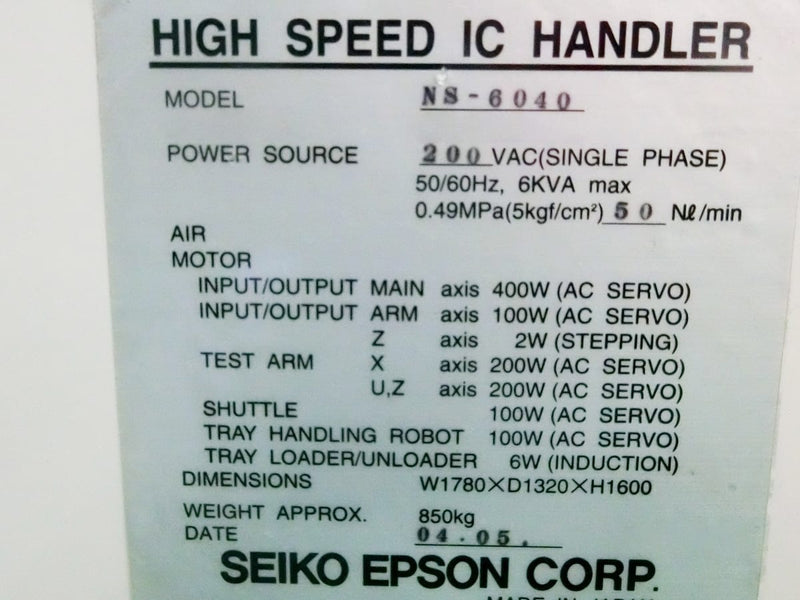 HIGH SPEED IC HANDLER
MODEL NS-6040
POWER SOURCE 200 VAC(SINGLE PHASE)
50/60Hz, 6KVA max
0.49MPa(5kgf/cm²) 50 Nℓ/min
AIR
MOTOR
INPUT/OUTPUT MAIN axis 400W (AC SERVO)
INPUT/OUTPUT ARM axis 100W (AC SERVO)
Z axis 2W (STEPPING)
TEST ARM X axis 200W (AC SERVO)
U,Z axis 200W (AC SERVO)
SHUTTLE 100W (AC SERVO)
TRAY HANDLING ROBOT 100W (AC SERVO)
TRAY LOADER/UNLOADER 6W (INDUCTION)
DIMENSIONS W1780×D1320×H1600
WEIGHT APPROX. 850kg
DATE 04.05.
SEIKO EPSON CORP.
MADE IN JAPAN